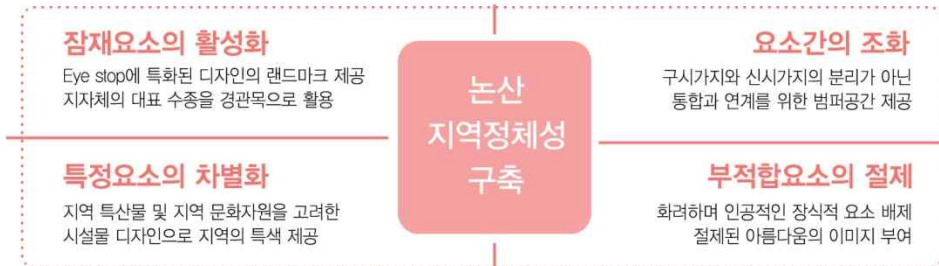 잠재요소의 활성화
Eye stop에 특화된 디자인의 랜드마크 제공
지자체의 대표 수종을 경관목으로 활용
요소간의 조화
구시가지와 신시가지의 분리가 아닌
통합과 연계를 위한 범퍼공간 제공
논산
지역정체성
구축
특정요소의 차별화
지역 특산물 및 지역 문화자원을 고려한
시설물 디자인으로 지역의 특색 제공
부적합요소의 절제
화려하며 인공적인 장식적 요소 배제
절제된 아름다움의 이미지 부여